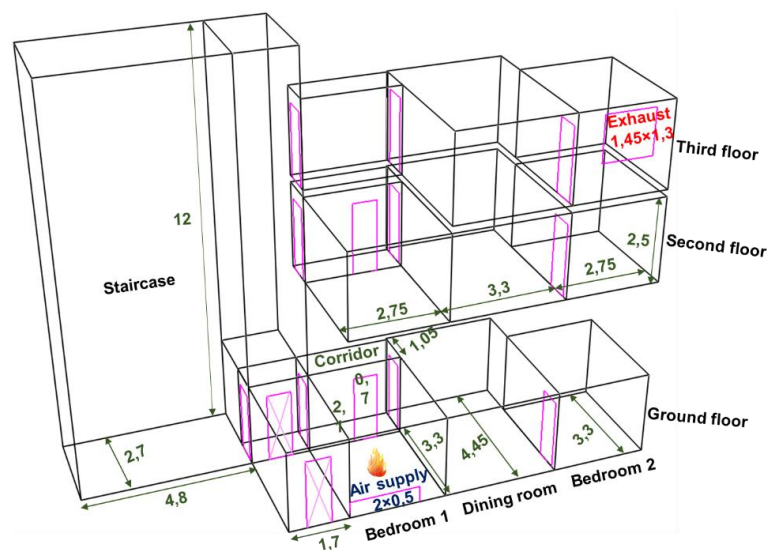 12
Staircase
Exhaust
1,45×1,3
Third floor
Second floor
2,5
2,75
3,3
2,75
Corridor
1,05
0,
7
2,
Ground floor
2,7
4,8
3,3
4,45
3,3
Air supply
2×0,5
Bedroom 1
Dining room
Bedroom 2
1,7